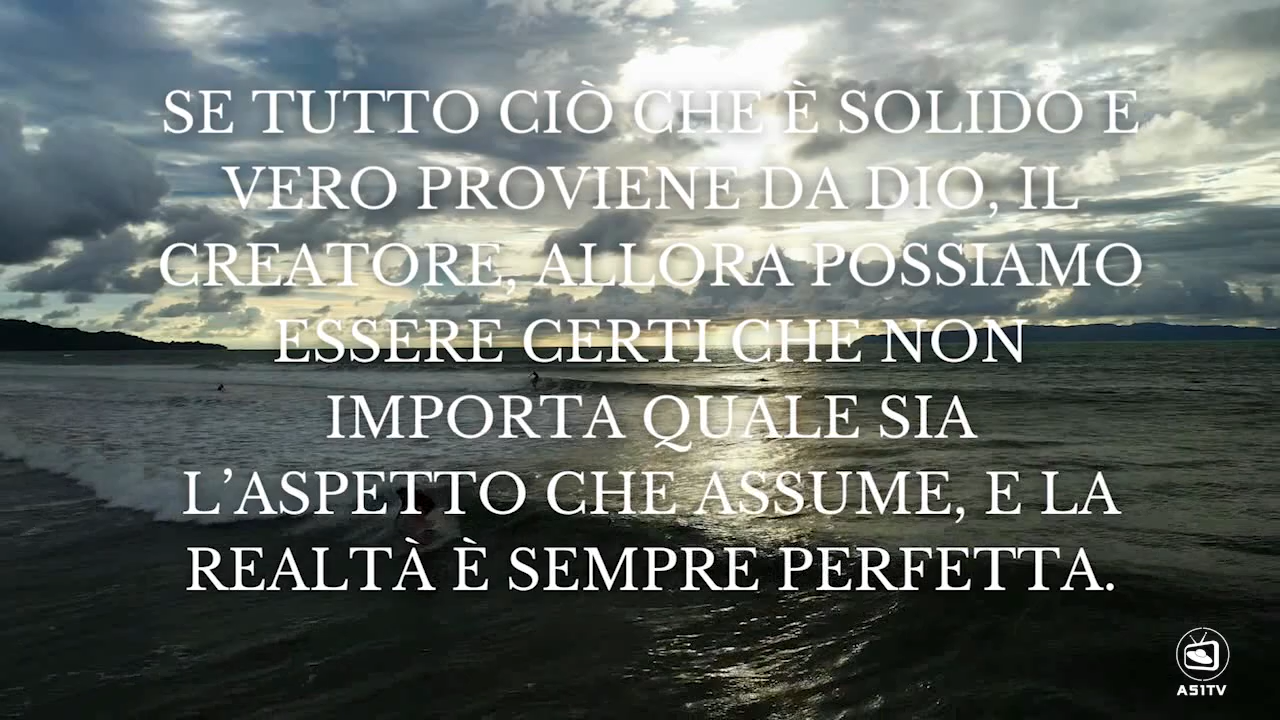 SE TUTTO CIÒ CHE È SOLIDO E
VERO PROVIENE DA DIO, IL
CREATORE, ALLORA POSSIAMO
ESSERE CERTI CHE NON
IMPORTA QUALE SIA
L’ASPETTO CHE ASSUME, E LA
REALTÀ È SEMPRE PERFETTA.
A51TV